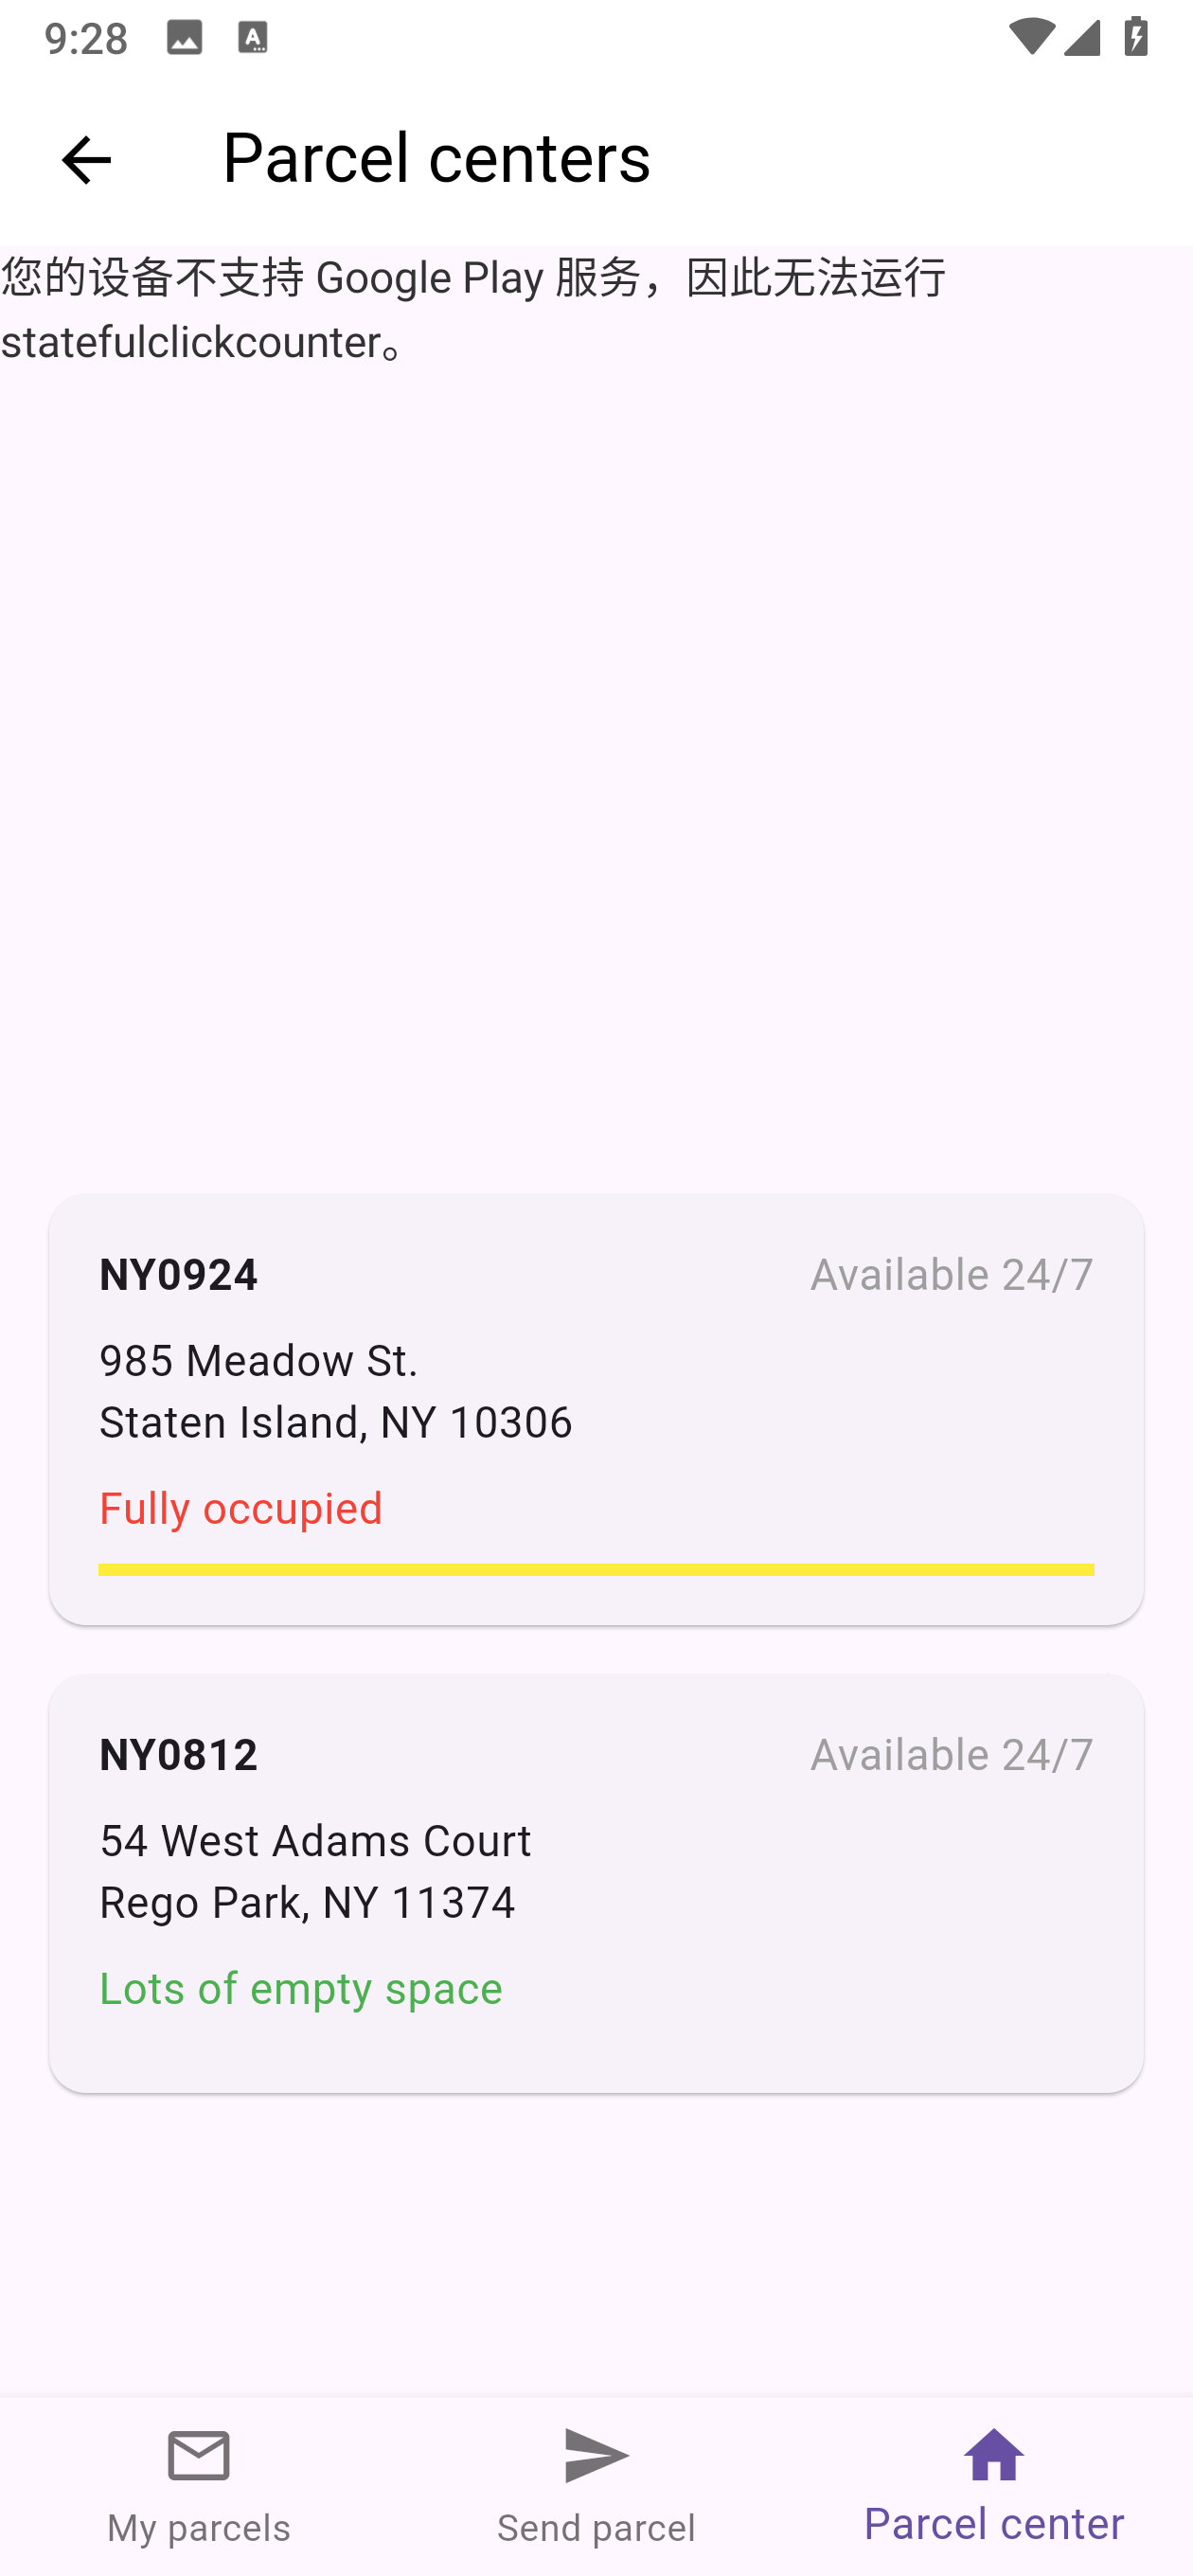 9:28
Parcel centers
您的设备不支持 Google Play 服务，因此无法运行
statefulclickcounter。
NY0924 Available 24/7
985 Meadow St.
Staten Island, NY 10306
Fully occupied
NY0812 Available 24/7
54 West Adams Court
Rego Park, NY 11374
Lots of empty space
My parcels Send parcel Parcel center